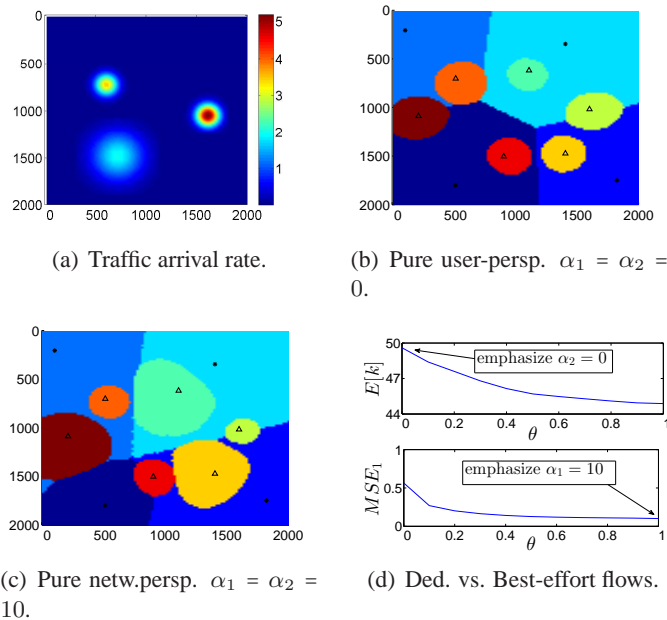 0
500
1000
1500
2000
0 500 1000 1500 2000
5
4
3
2
1
(a) Traffic arrival rate.
0
500
1000
1500
2000
0 500 1000 1500 2000
(b) Pure user-persp. α1 = α2 =
0.
0
500
1000
1500
2000
0 500 1000 1500 2000
(c) Pure netw.persp. α1 = α2 =
10.
E[k]
50
47
44
emphasize α2 = 0
0 0.2 0.4 0.6 0.8 1
θ
MSE1
1
0.5
0
emphasize α1 = 10
0 0.2 0.4 0.6 0.8 1
θ
(d) Ded. vs. Best-effort flows.